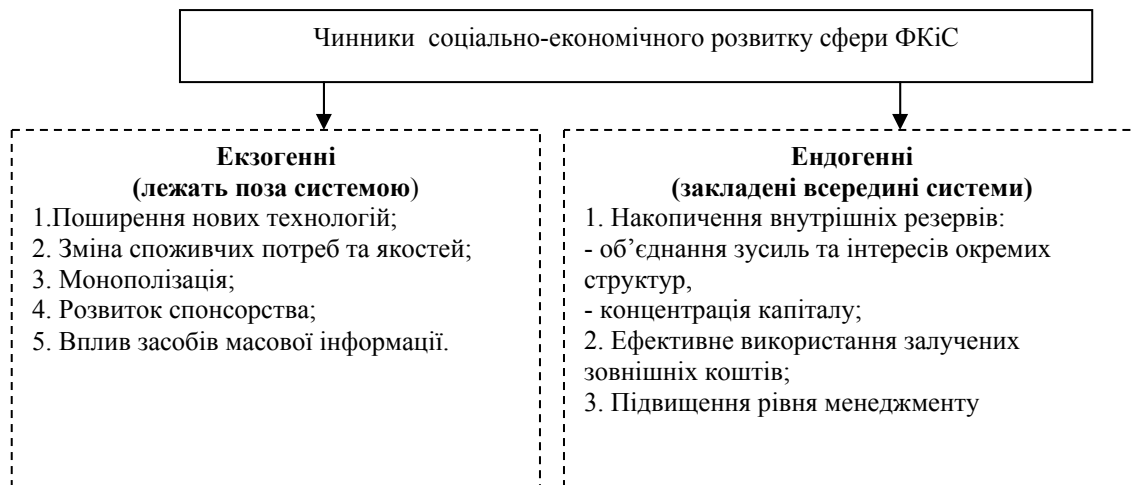 Чинники соціально-економічного розвитку сфери ФКіС
Екзогенні
(лежать поза системою)
1.Поширення нових технологій;
2. Зміна споживчих потреб та якостей;
3. Монополізація;
4. Розвиток спонсорства;
5. Вплив засобів масової інформації.
Ендогенні
(закладені всередині системи)
1. Накопичення внутрішніх резервів:
- об’єднання зусиль та інтересів окремих
структур,
- концентрація капіталу;
2. Ефективне використання залучених
зовнішніх коштів;
3. Підвищення рівня менеджменту